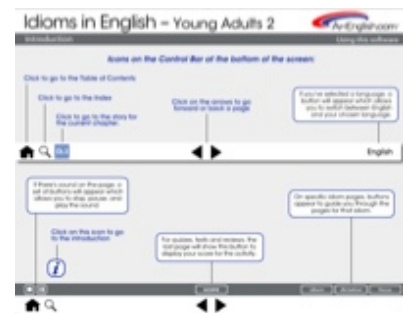 Idioms in English – Young Adults 2
Introduction
Using this software
Icons on the Control Bar at the bottom of the screen:
Click to go to the Table of Contents
Click to go to the Index
Click to go to the story for
the current chapter.
Click on the arrows to go
forward or back a page
If you've selected a language, a
button will appear which allows
you to switch between English
and your chosen language.
English
If there's sound on the page, a
set of buttons will appear which
allows you to stop, pause, and
play the sound
Click on this icon to go
to the introduction
i
For quizzes, tests and reviews, the
last page will show this button to
display your score for the activity.
On specific idiom pages, buttons
appear to guide you through the
pages for that idiom.
SCORE